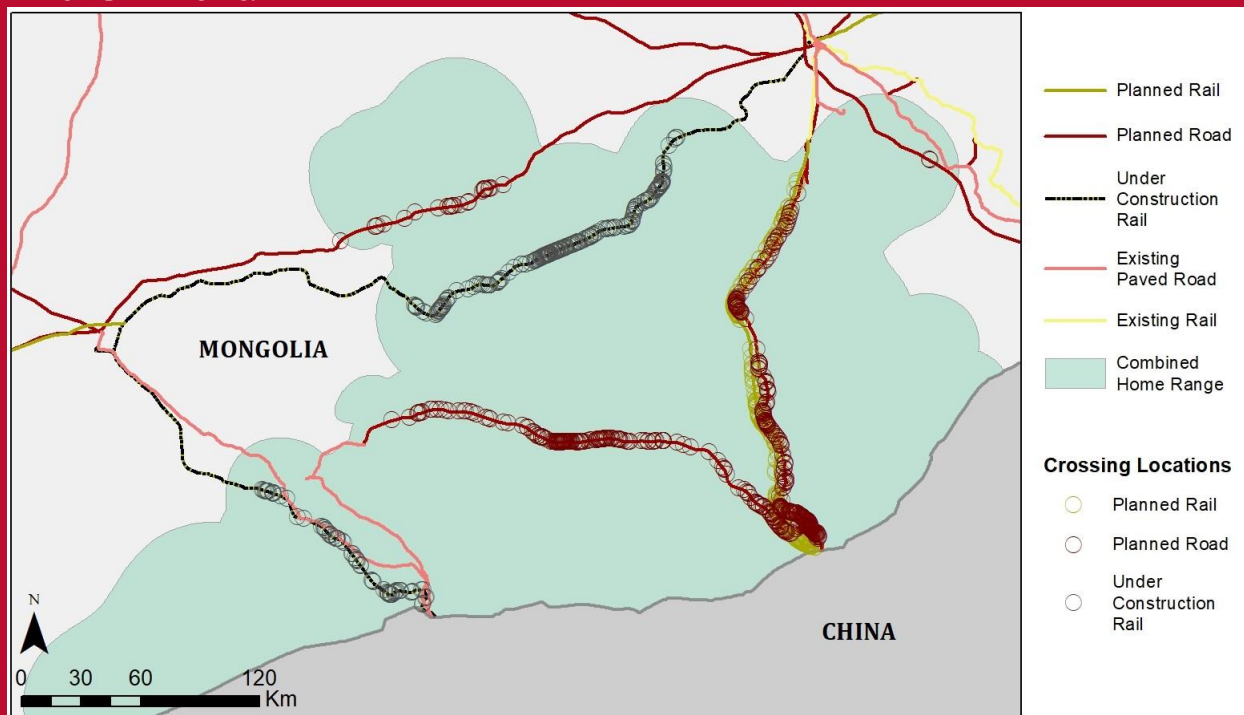 Planned Rail
Planned Road
Under
Construction
Rail
Existing
Paved Road
Existing Rail
Combined
Home Range
Crossing Locations
Planned Rail
Planned Road
Under
Construction
Rail
MONGOLIA
CHINA
N
0 30 60 120
Km